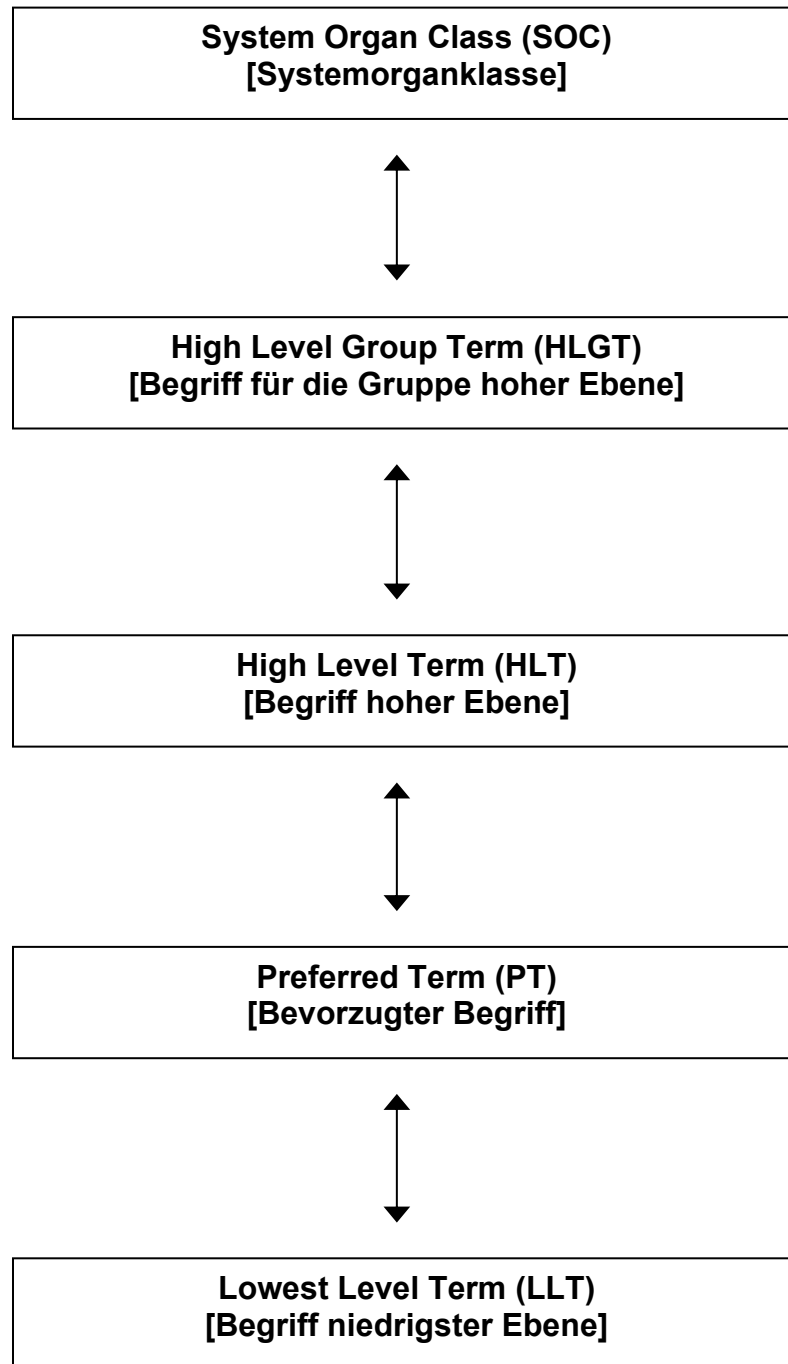 System Organ Class (SOC)
[Systemorganklasse]
High Level Group Term (HLGT)
[Begriff für die Gruppe hoher Ebene]
High Level Term (HLT)
[Begriff hoher Ebene]
Preferred Term (PT)
[Bevorzugter Begriff]
Lowest Level Term (LLT)
[Begriff niedrigster Ebene]